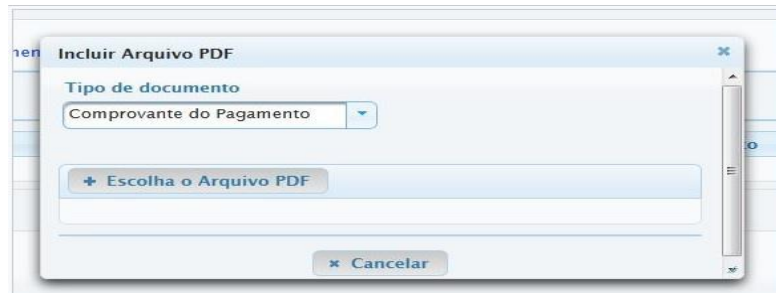 Incluir Arquivo PDF
Tipo de documento
Comprovante do Pagamento
+ Escolha o Arquivo PDF
× Cancelar